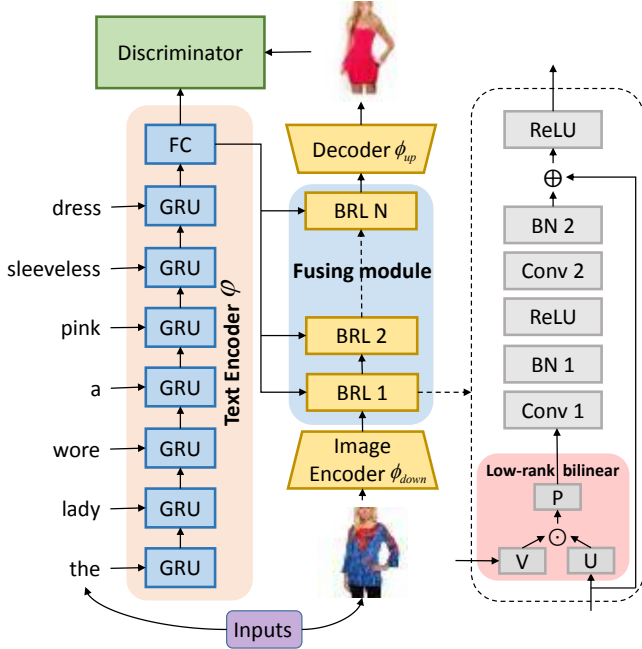 Discriminator
FC
GRU
GRU
GRU
GRU
GRU
GRU
GRU
dress
sleeveless
pink
a
wore
lady
the
Text Encoder φ
Inputs
Decoder ϕup
BRL N
Fusing module
BRL 2
BRL 1
Image
Encoder ϕdown
ReLU
⊕
BN 2
Conv 2
ReLU
BN 1
Conv 1
Low-rank bilinear
P
⊙
V
U